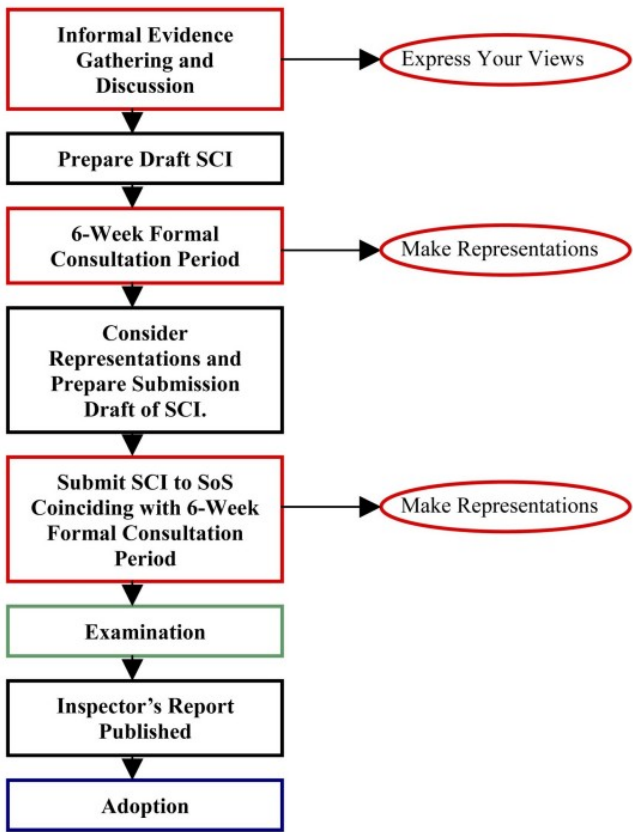 Informal Evidence
Gathering and
Discussion
Express Your Views
Prepare Draft SCI
6-Week Formal
Consultation Period
Make Representations
Consider
Representations and
Prepare Submission
Draft of SCI.
Submit SCI to SoS
Coinciding with 6-Week
Formal Consultation
Period
Make Representations
Examination
Inspector’s Report
Published
Adoption